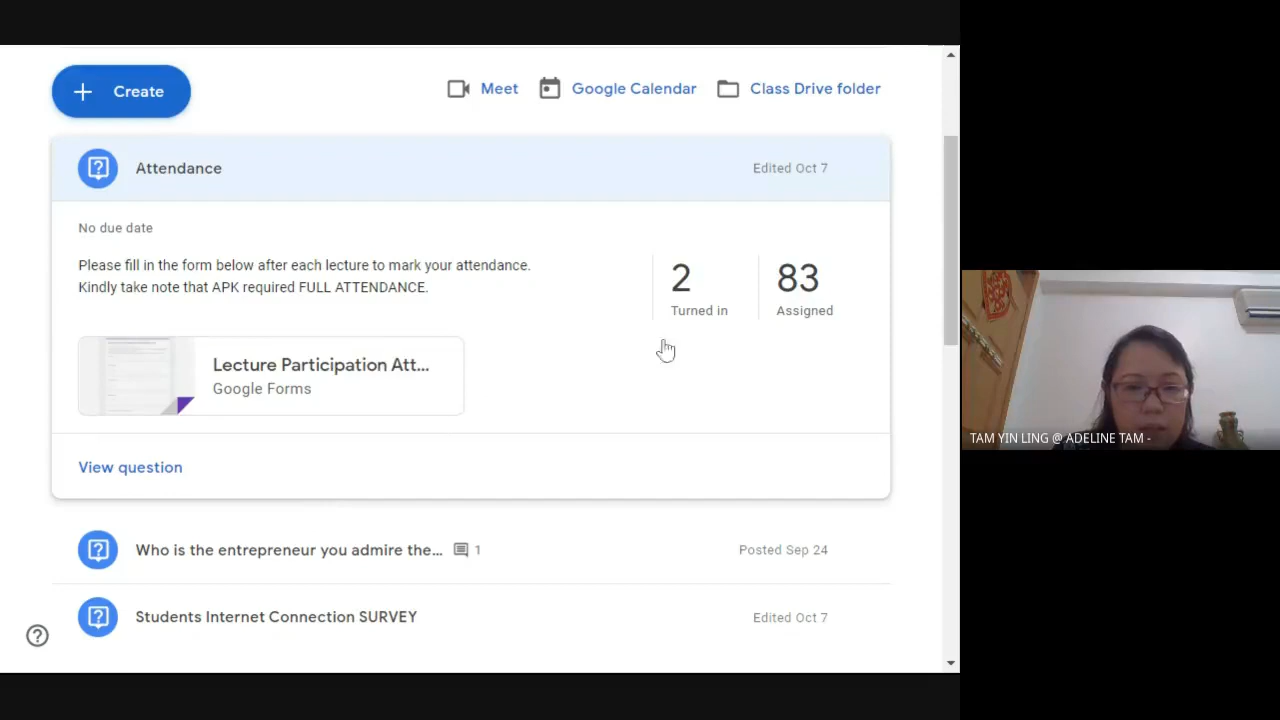 Create
Meet
Google Calendar
Class Drive folder
Attendance
Edited Oct 7
No due date
Please fill in the form below after each lecture to mark your attendance.
Kindly take note that APK required FULL ATTENDANCE.
2
Turned in
83
Assigned
Lecture Participation Att...
Google Forms
View question
Who is the entrepreneur you admire the...
1
Posted Sep 24
Students Internet Connection SURVEY
Edited Oct 7
TAM YIN LING @ ADELINE TAM -